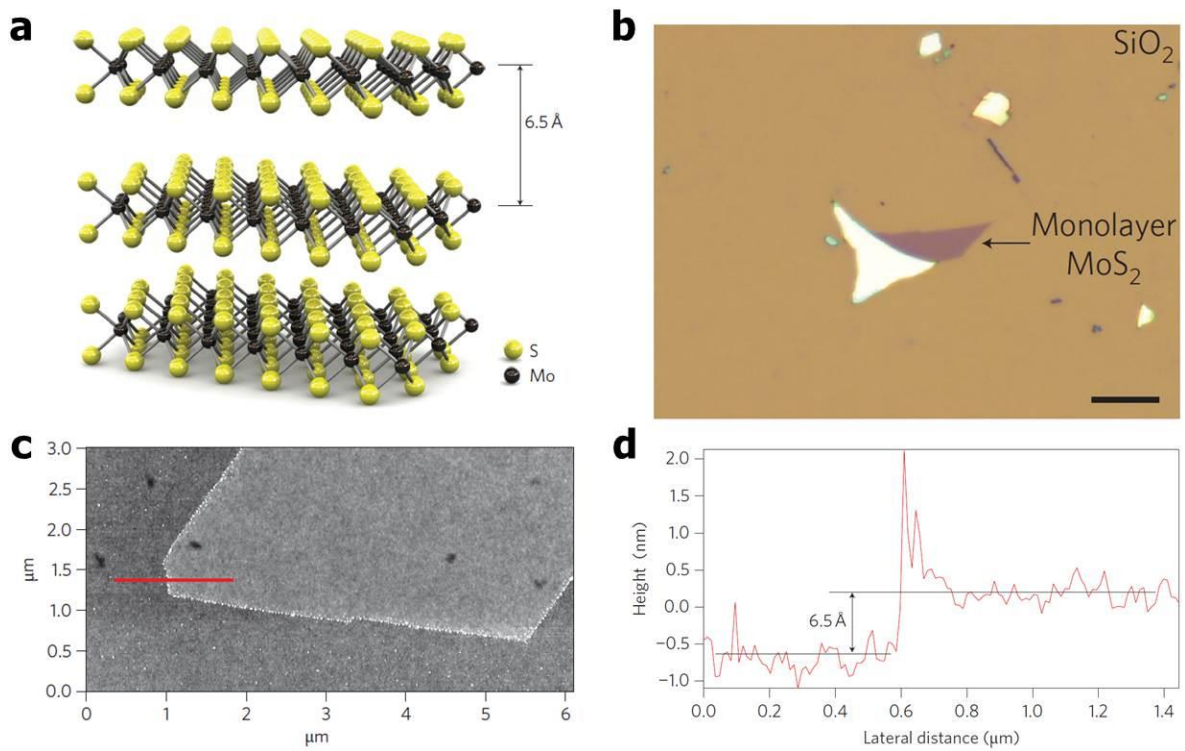 a
6.5 Å
S
Mo
b
SiO2
Monolayer
MoS2
c
3.0
2.5
2.0
1.5
1.0
0.5
0.0
μm
0 1 2 3 4 5 6
μm
d
2.0
1.5
1.0
0.5
0.0
−0.5
−1.0
Height (nm)
6.5 Å
0.0 0.2 0.4 0.6 0.8 1.0 1.2 1.4
Lateral distance (μm)